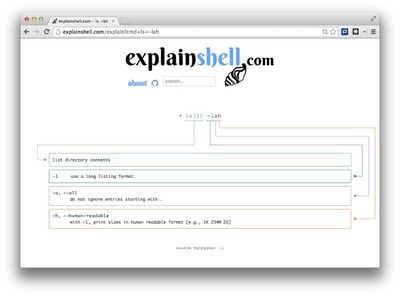 explainshell.com - ls -lah
explainshell.com/explain?cmd=ls+-lah
explainshell.com
about
explain...
ls(1) -lah
list directory contents
-l use a long listing format
-a, --all
do not ignore entries starting with .
-h, --human-readable
with -l, print sizes in human readable format (e.g., 1K 234M 2G)
source manpages: ls